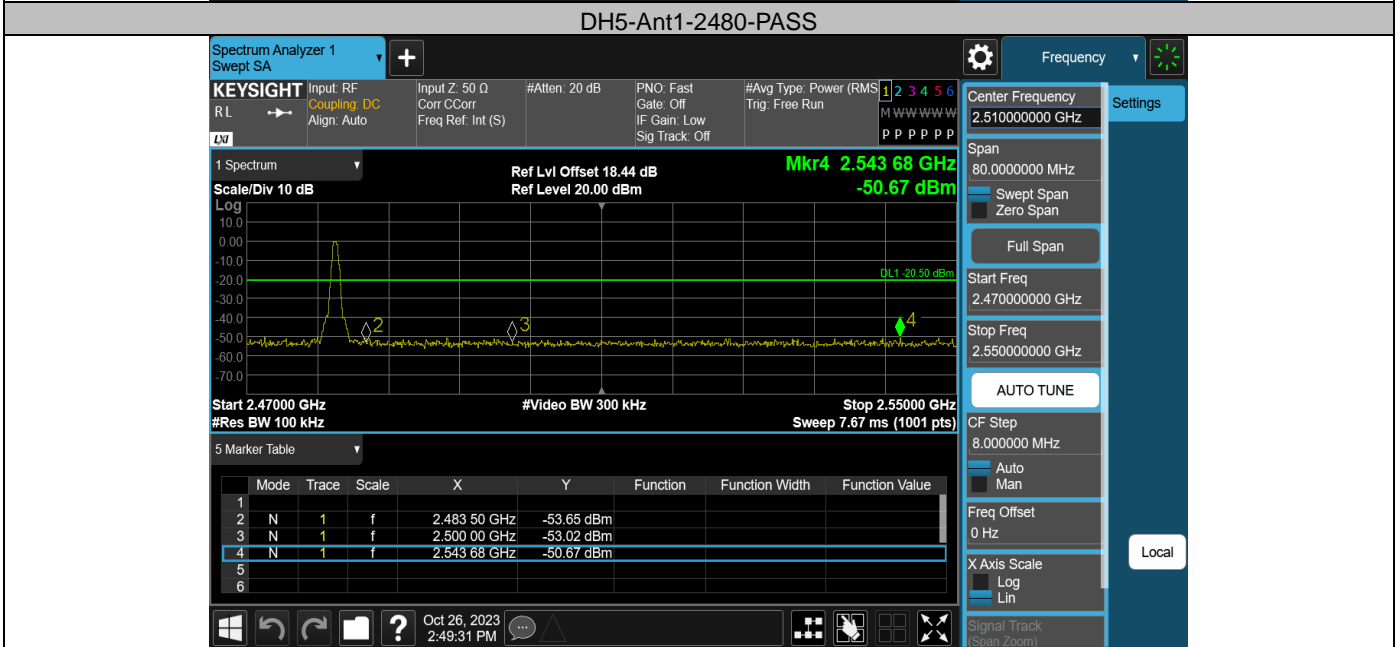 DH5-Ant1-2480-PASS
Spectrum Analyzer 1
Swept SA
Frequency
KEYSIGHT
RL
LXI
Input: RF
Coupling: DC
Align: Auto
Input Z: 50 Ω
Corr CCorr
Freq Ref: Int (S)
#Atten: 20 dB
PNO: Fast
Gate: Off
IF Gain: Low
Sig Track: Off
#Avg Type: Power (RMS
Trig: Free Run
1 2 3 4 5 6
M W W W W W
P P P P P P
1 Spectrum
Scale/Div 10 dB
Ref Lvl Offset 18.44 dB
Ref Level 20.00 dBm
Mkr4 2.543 68 GHz
-50.67 dBm
Log
10.0
0.00
-10.0
-20.0
-30.0
-40.0
-50.0
-60.0
-70.0
DL1 -20.50 dBm
2
3
4
Start 2.47000 GHz
#Res BW 100 kHz
#Video BW 300 kHz
Stop 2.55000 GHz
Sweep 7.67 ms (1001 pts)
5 Marker Table
Mode Trace Scale X Y Function Function Width Function Value
1
2 N 1 f 2.483 50 GHz -53.65 dBm
3 N 1 f 2.500 00 GHz -53.02 dBm
4 N 1 f 2.543 68 GHz -50.67 dBm
5
6
?
Oct 26, 2023
2:49:31 PM
Center Frequency
2.510000000 GHz
Settings
Span
80.0000000 MHz
Swept Span
Zero Span
Full Span
Start Freq
2.470000000 GHz
Stop Freq
2.550000000 GHz
AUTO TUNE
CF Step
8.000000 MHz
Auto
Man
Freq Offset
0 Hz
Local
X Axis Scale
Log
Lin
Signal Track
(Span Zoom)